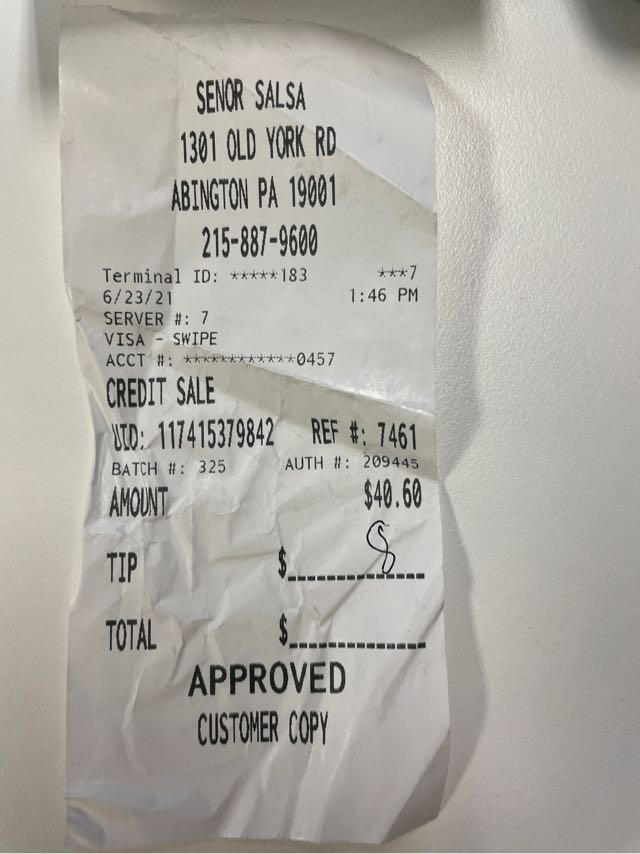 SENOR SALSA
1301 OLD YORK RD
ABINGTON PA 19001
215-887-9600
Terminal ID: *****183 ***7
6/23/21 1:46 PM
SERVER #: 7
VISA - SWIPE
ACCT #: ************0457
CREDIT SALE
UID: 117415379842 REF #: 7461
BATCH #: 325 AUTH #: 209445
AMOUNT $40.60
TIP $ 8
TOTAL $
APPROVED
CUSTOMER COPY